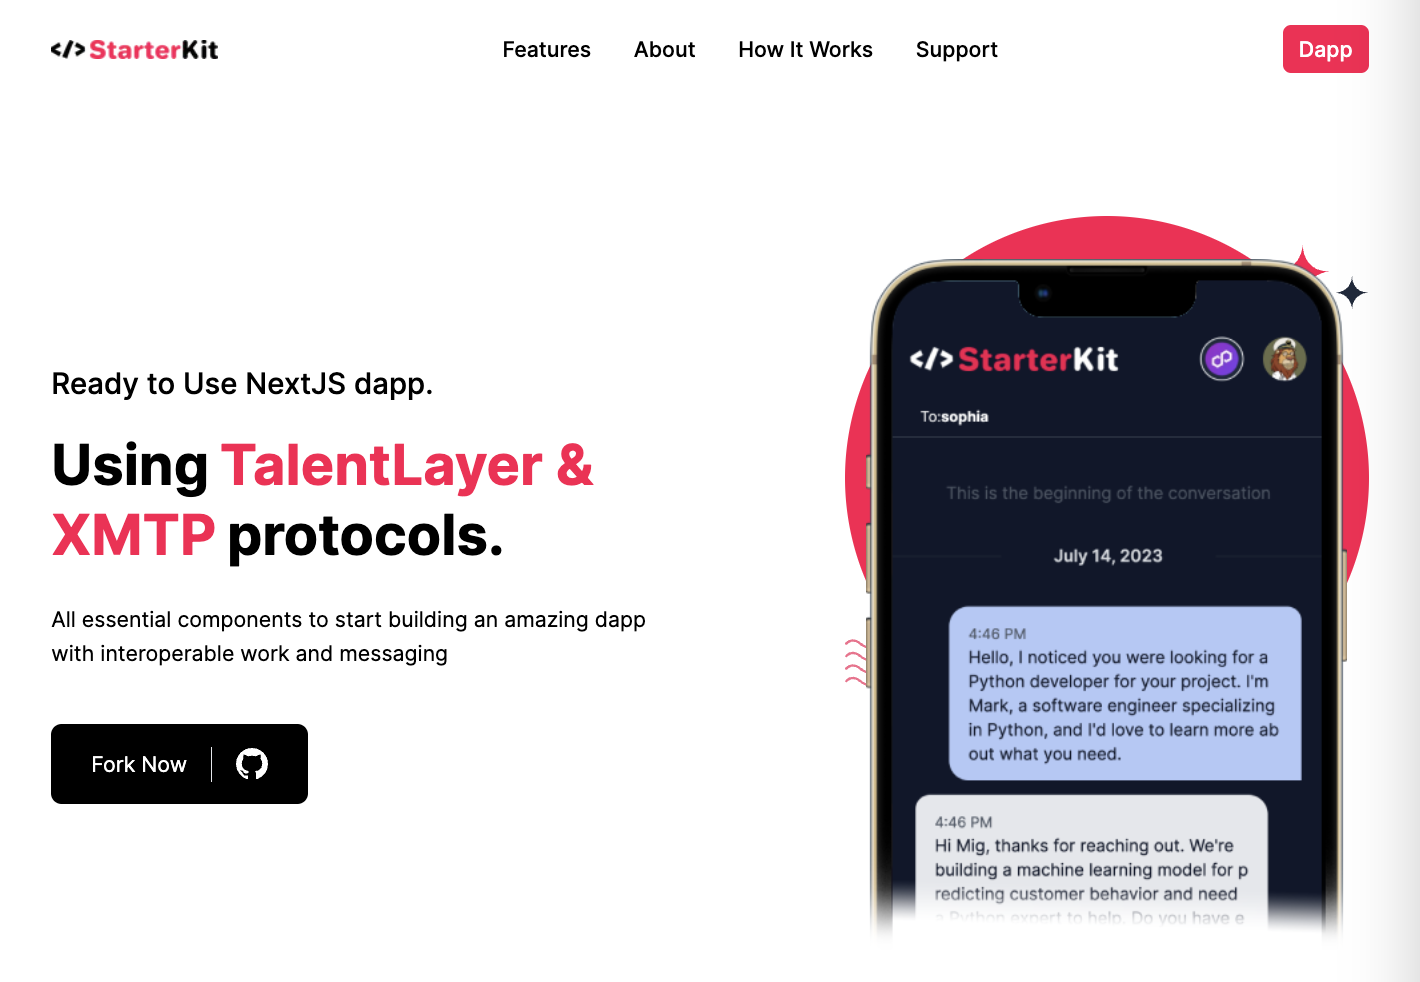 </> StarterKit
Features About How It Works Support
Dapp
Ready to Use NextJS dapp.
Using TalentLayer &
XMTP protocols.
All essential components to start building an amazing dapp
with interoperable work and messaging
Fork Now
</> StarterKit
To:sophia
This is the beginning of the conversation
July 14, 2023
4:46 PM
Hello, I noticed you were looking for a
Python developer for your project. I'm
Mark, a software engineer specializing
in Python, and I'd love to learn more ab
out what you need.
4:46 PM
Hi Mig, thanks for reaching out. We're
building a machine learning model for p
redicting customer behavior and need
a Python expert to help. Do you have e